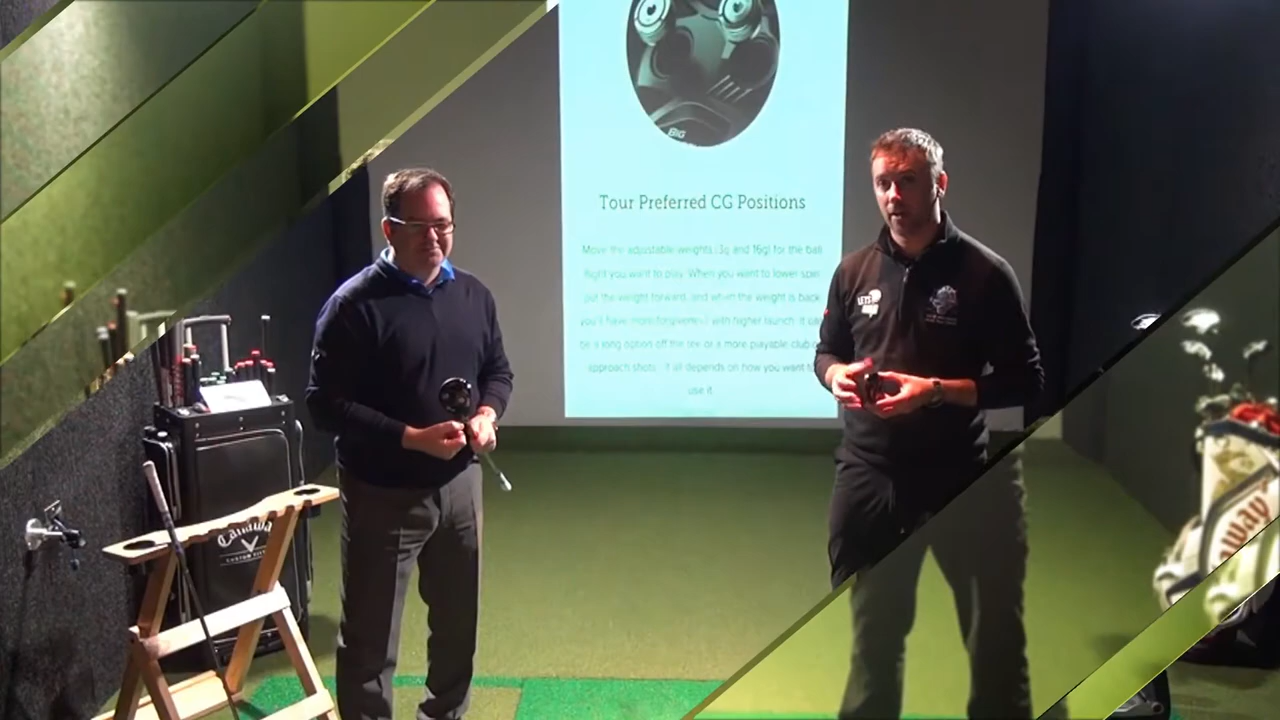 BIG
Tour Preferred CG Positions
Move the adjustable weights (3g and 16g) for the ball
flight you want to play. When you want to lower spin
put the weight forward, and when the weight is back,
you'll have more forgiveness with higher launch. It can
be a long option off the tee or a more playable club
approach shots - it all depends on how you want
use it.
LETS
Callaway
CUSTOM
away